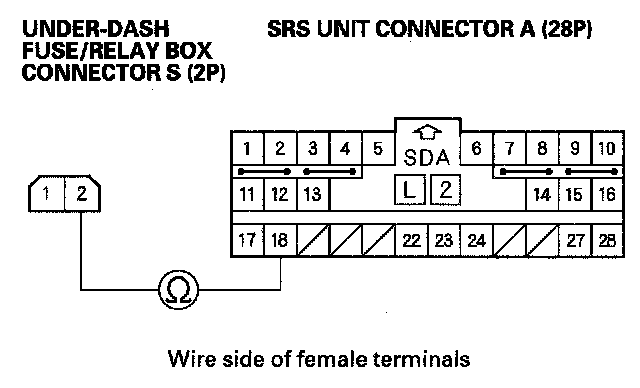 UNDER-DASH
FUSE/RELAY BOX
CONNECTOR S (2P)
SRS UNIT CONNECTOR A (28P)
1 2 3 4 5 SDA 6 7 8 9 10
1 2
11 12 13 L 2 14 15 16
17 18 22 23 24 27 28
Ω
Wire side of female terminals